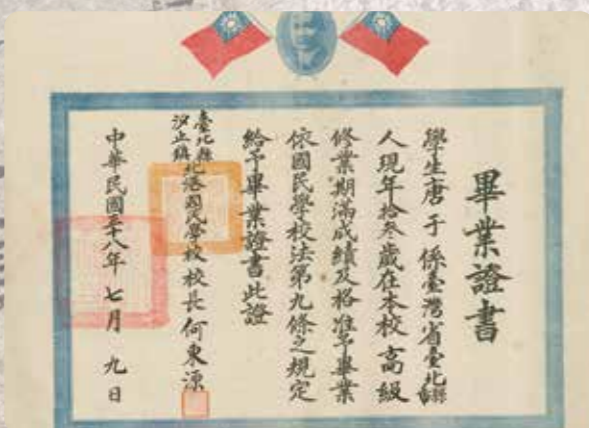 畢業證書
學生唐于係臺灣省臺北縣
人現年拾叁歲在本校高級
修業期滿成績及格准予畢業
依國民學校法第九條之規定
給予畢業證書此證
臺北縣汐止鎮北港國民學校校長何東源
中華民國三十八年七月九日